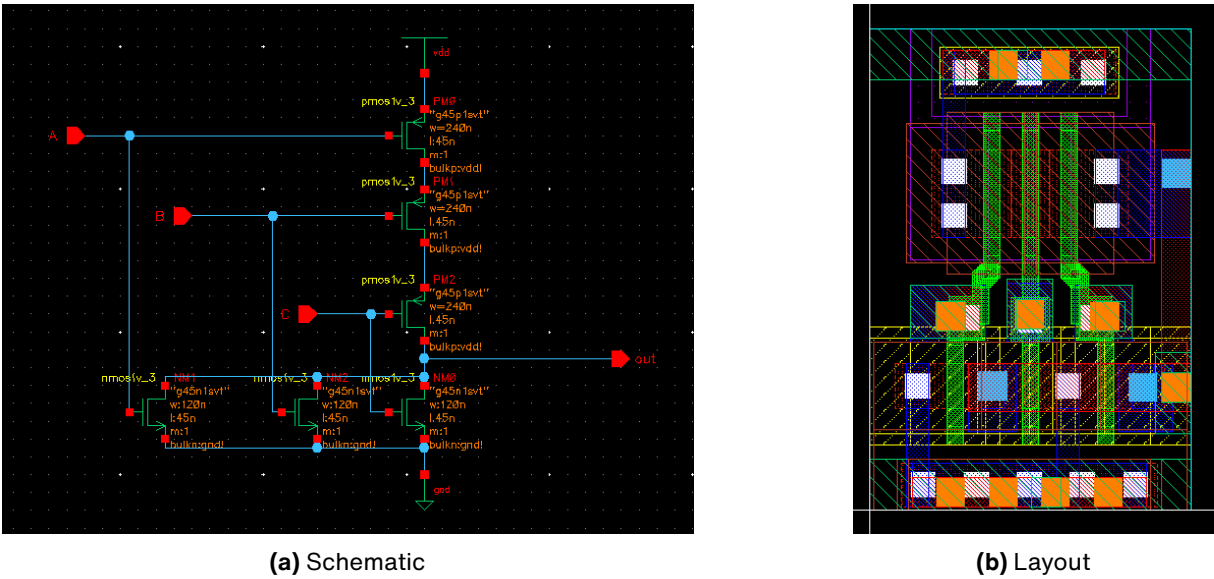 vdd
pmos1v_3 PM0
"g45p1svt"
w=240n
l:45n
m:1
bulkp:vdd!
A
pmos1v_3 PM1
"g45p1svt"
w=240n
l:45n
m:1
bulkp:vdd!
B
pmos1v_3 PM2
"g45p1svt"
w=240n
l:45n
m:1
bulkp:vdd!
C
out
nmos1v_3 NM1 nmos1v_3 NM2 nmos1v_3 NM0
"g45n1svt" "g45n1svt" "g45n1svt"
w:120n w:120n w:120n
l:45n l:45n l:45n
m:1 m:1 m:1
bulkn:gnd! bulkn:gnd! bulkn:gnd!
gnd
(a) Schematic
(b) Layout